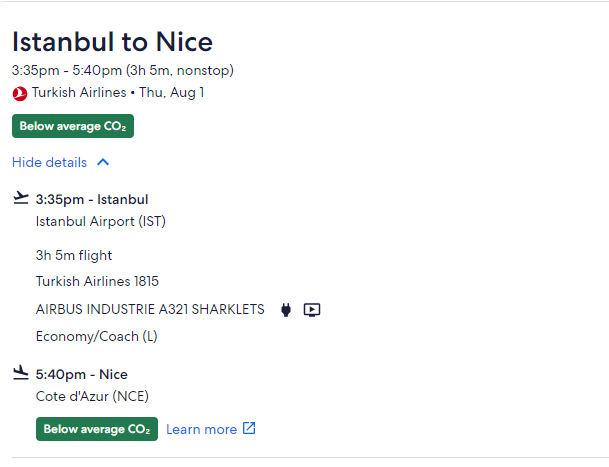 Istanbul to Nice
3:35pm - 5:40pm (3h 5m, nonstop)
Turkish Airlines • Thu, Aug 1
Below average CO₂
Hide details
3:35pm - Istanbul
Istanbul Airport (IST)
3h 5m flight
Turkish Airlines 1815
AIRBUS INDUSTRIE A321 SHARKLETS
Economy/Coach (L)
5:40pm - Nice
Cote d'Azur (NCE)
Below average CO₂ Learn more